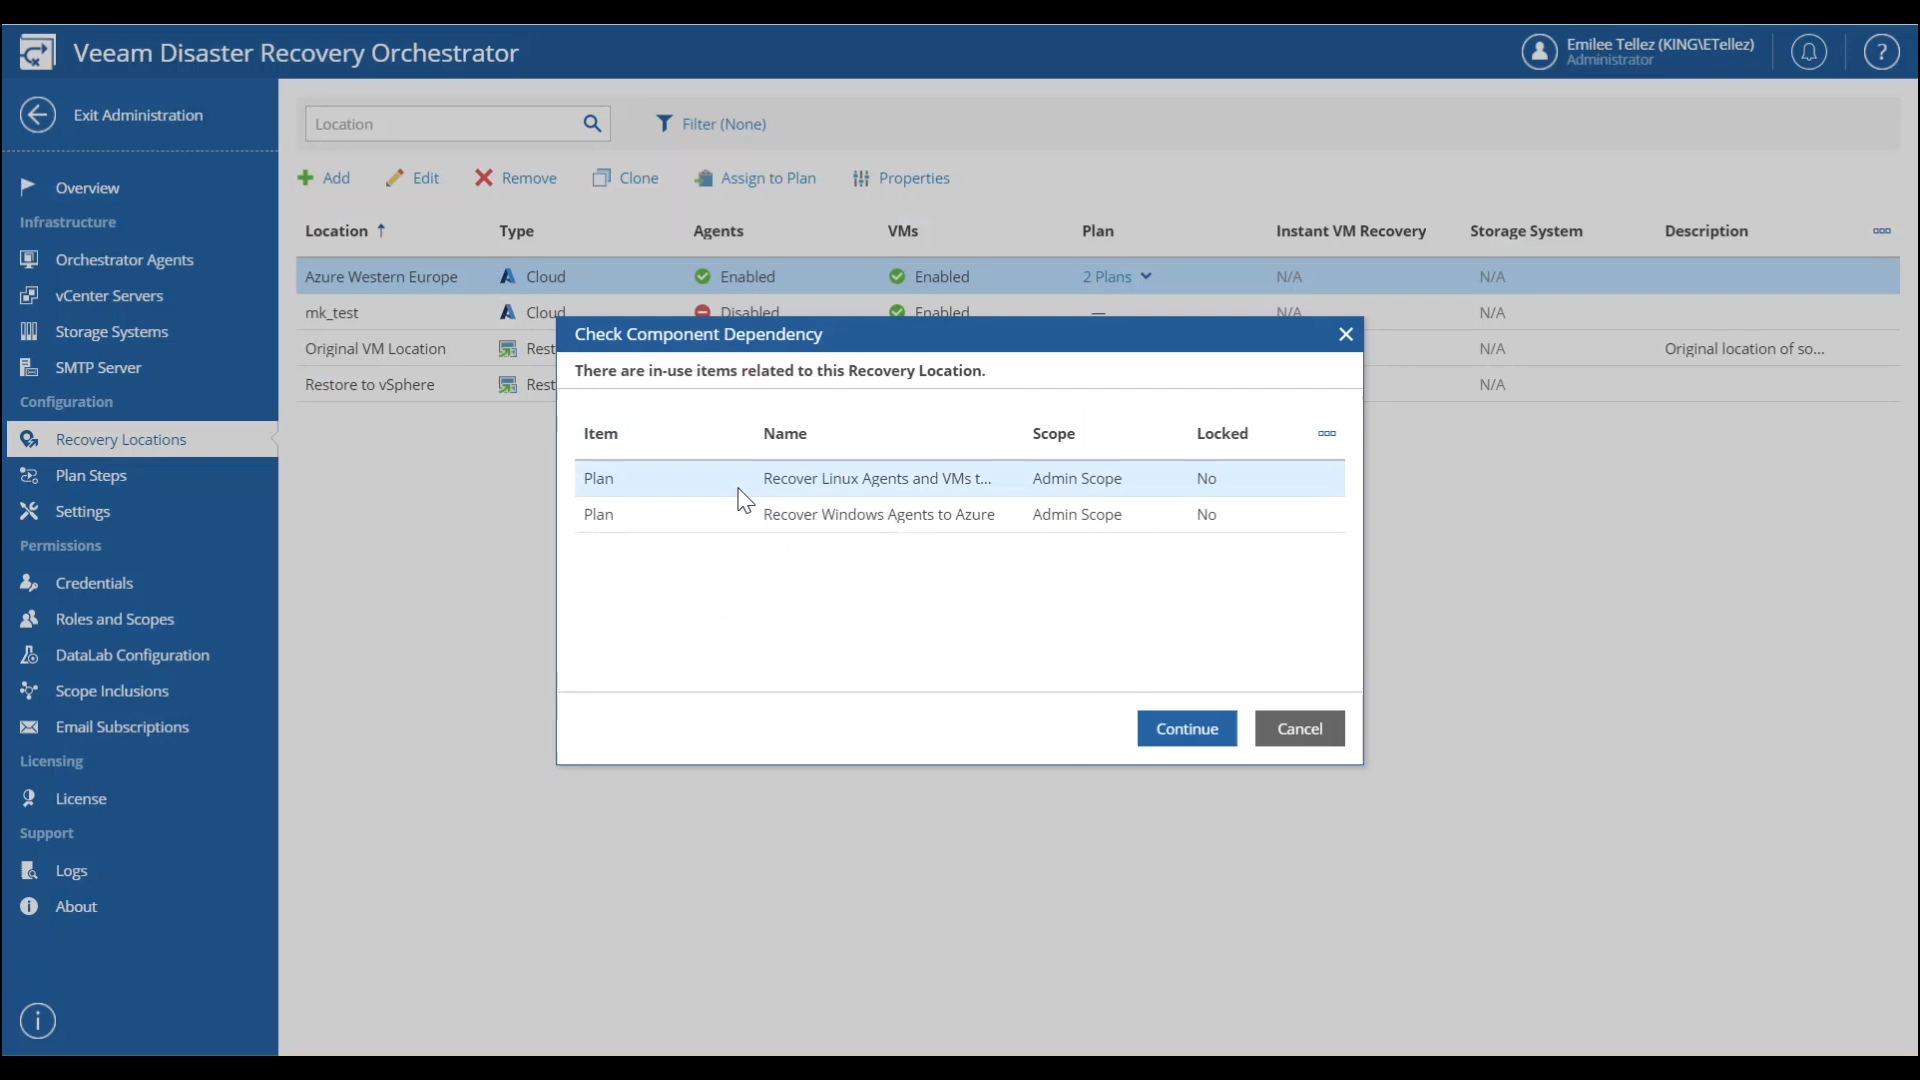 Veeam Disaster Recovery Orchestrator
Emilee Tellez (KING\ETellez)
Administrator
?
Exit Administration
Overview
Infrastructure
Orchestrator Agents
vCenter Servers
Storage Systems
SMTP Server
Configuration
Recovery Locations
Plan Steps
Settings
Permissions
Credentials
Roles and Scopes
DataLab Configuration
Scope Inclusions
Email Subscriptions
Licensing
License
Support
Logs
About
Location
Filter (None)
Add Edit Remove Clone Assign to Plan Properties
Location Type Agents VMs Plan Instant VM Recovery Storage System Description
Azure Western Europe Cloud Enabled Enabled 2 Plans N/A N/A
mk_test Cloud Disabled Enabled — N/A N/A
Original VM Location Rest N/A Original location of so...
Restore to vSphere Rest N/A
Check Component Dependency
There are in-use items related to this Recovery Location.
Item Name Scope Locked
Plan Recover Linux Agents and VMs t... Admin Scope No
Plan Recover Windows Agents to Azure Admin Scope No
Continue Cancel